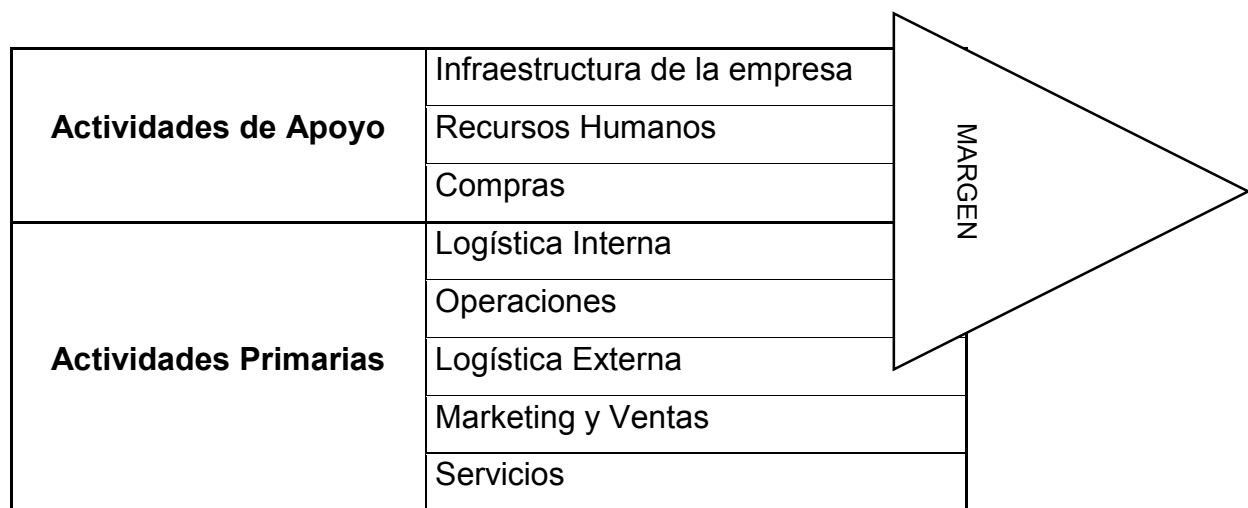 Actividades de Apoyo
Infraestructura de la empresa
Recursos Humanos
Compras
Actividades Primarias
Logística Interna
Operaciones
Logística Externa
Marketing y Ventas
Servicios
MARGEN